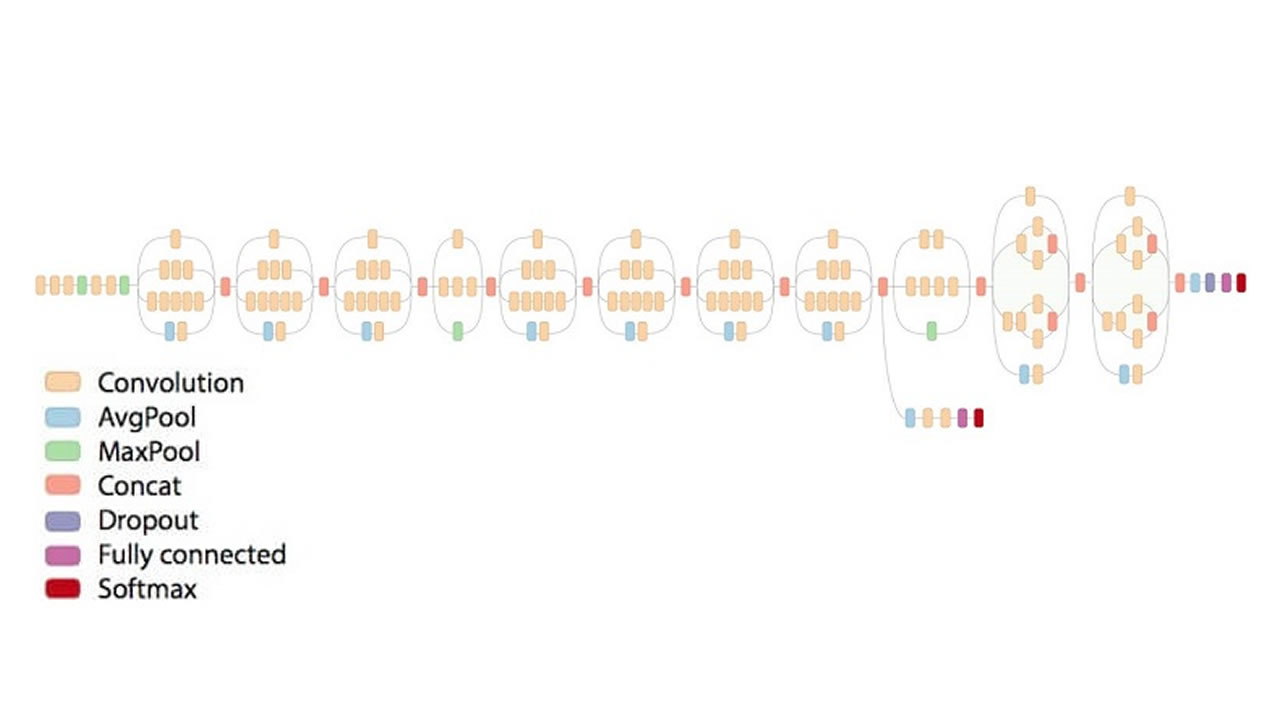 Convolution
AvgPool
MaxPool
Concat
Dropout
Fully connected
Softmax